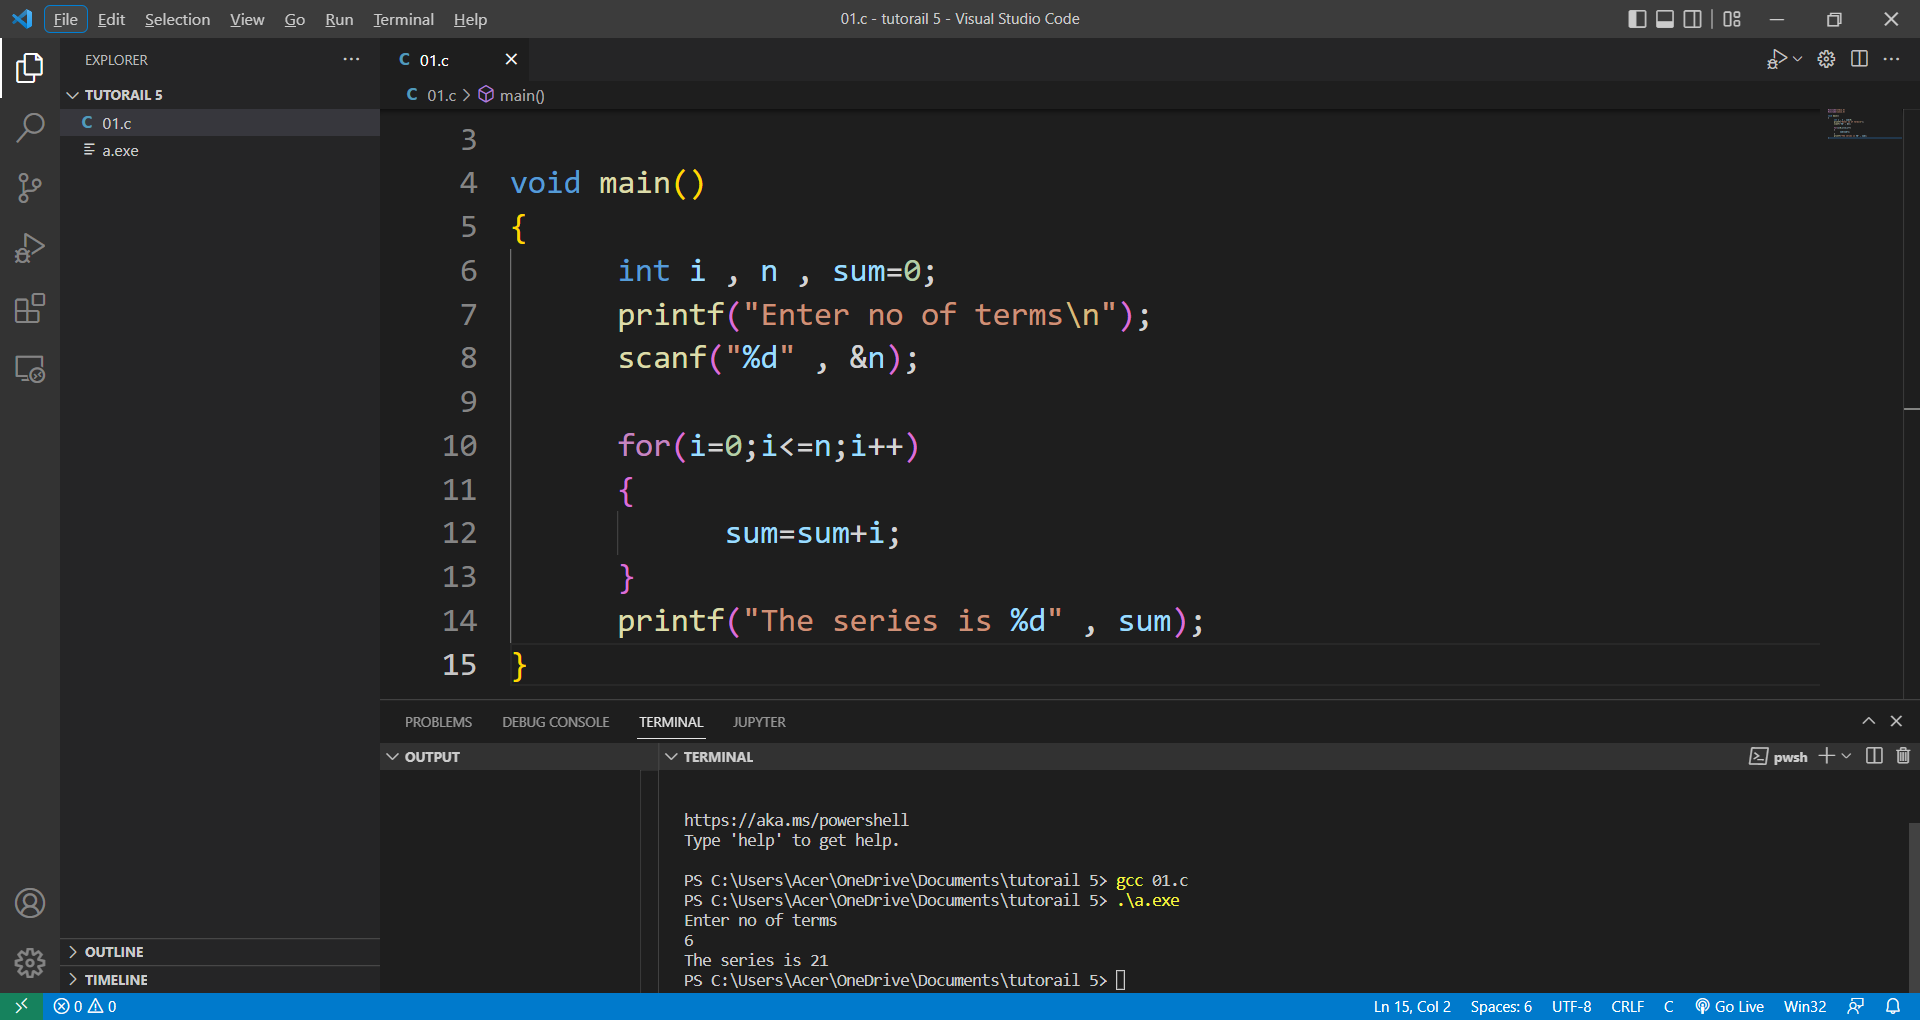 File Edit Selection View Go Run Terminal Help
01.c - tutorail 5 - Visual Studio Code
EXPLORER
TUTORAIL 5
C 01.c
a.exe
OUTLINE
TIMELINE
C 01.c
C 01.c > main()
3
4 void main()
5 {
6 int i , n , sum=0;
7 printf("Enter no of terms\n");
8 scanf("%d" , &n);
9
10 for(i=0;i<=n;i++)
11 {
12 sum=sum+i;
13 }
14 printf("The series is %d" , sum);
15 }
PROBLEMS DEBUG CONSOLE TERMINAL JUPYTER
OUTPUT
TERMINAL
pwsh
https://aka.ms/powershell
Type 'help' to get help.
PS C:\Users\Acer\OneDrive\Documents\tutorail 5> gcc 01.c
PS C:\Users\Acer\OneDrive\Documents\tutorail 5> .\a.exe
Enter no of terms
6
The series is 21
PS C:\Users\Acer\OneDrive\Documents\tutorail 5>
0 0
Ln 15, Col 2 Spaces: 6 UTF-8 CRLF C Go Live Win32